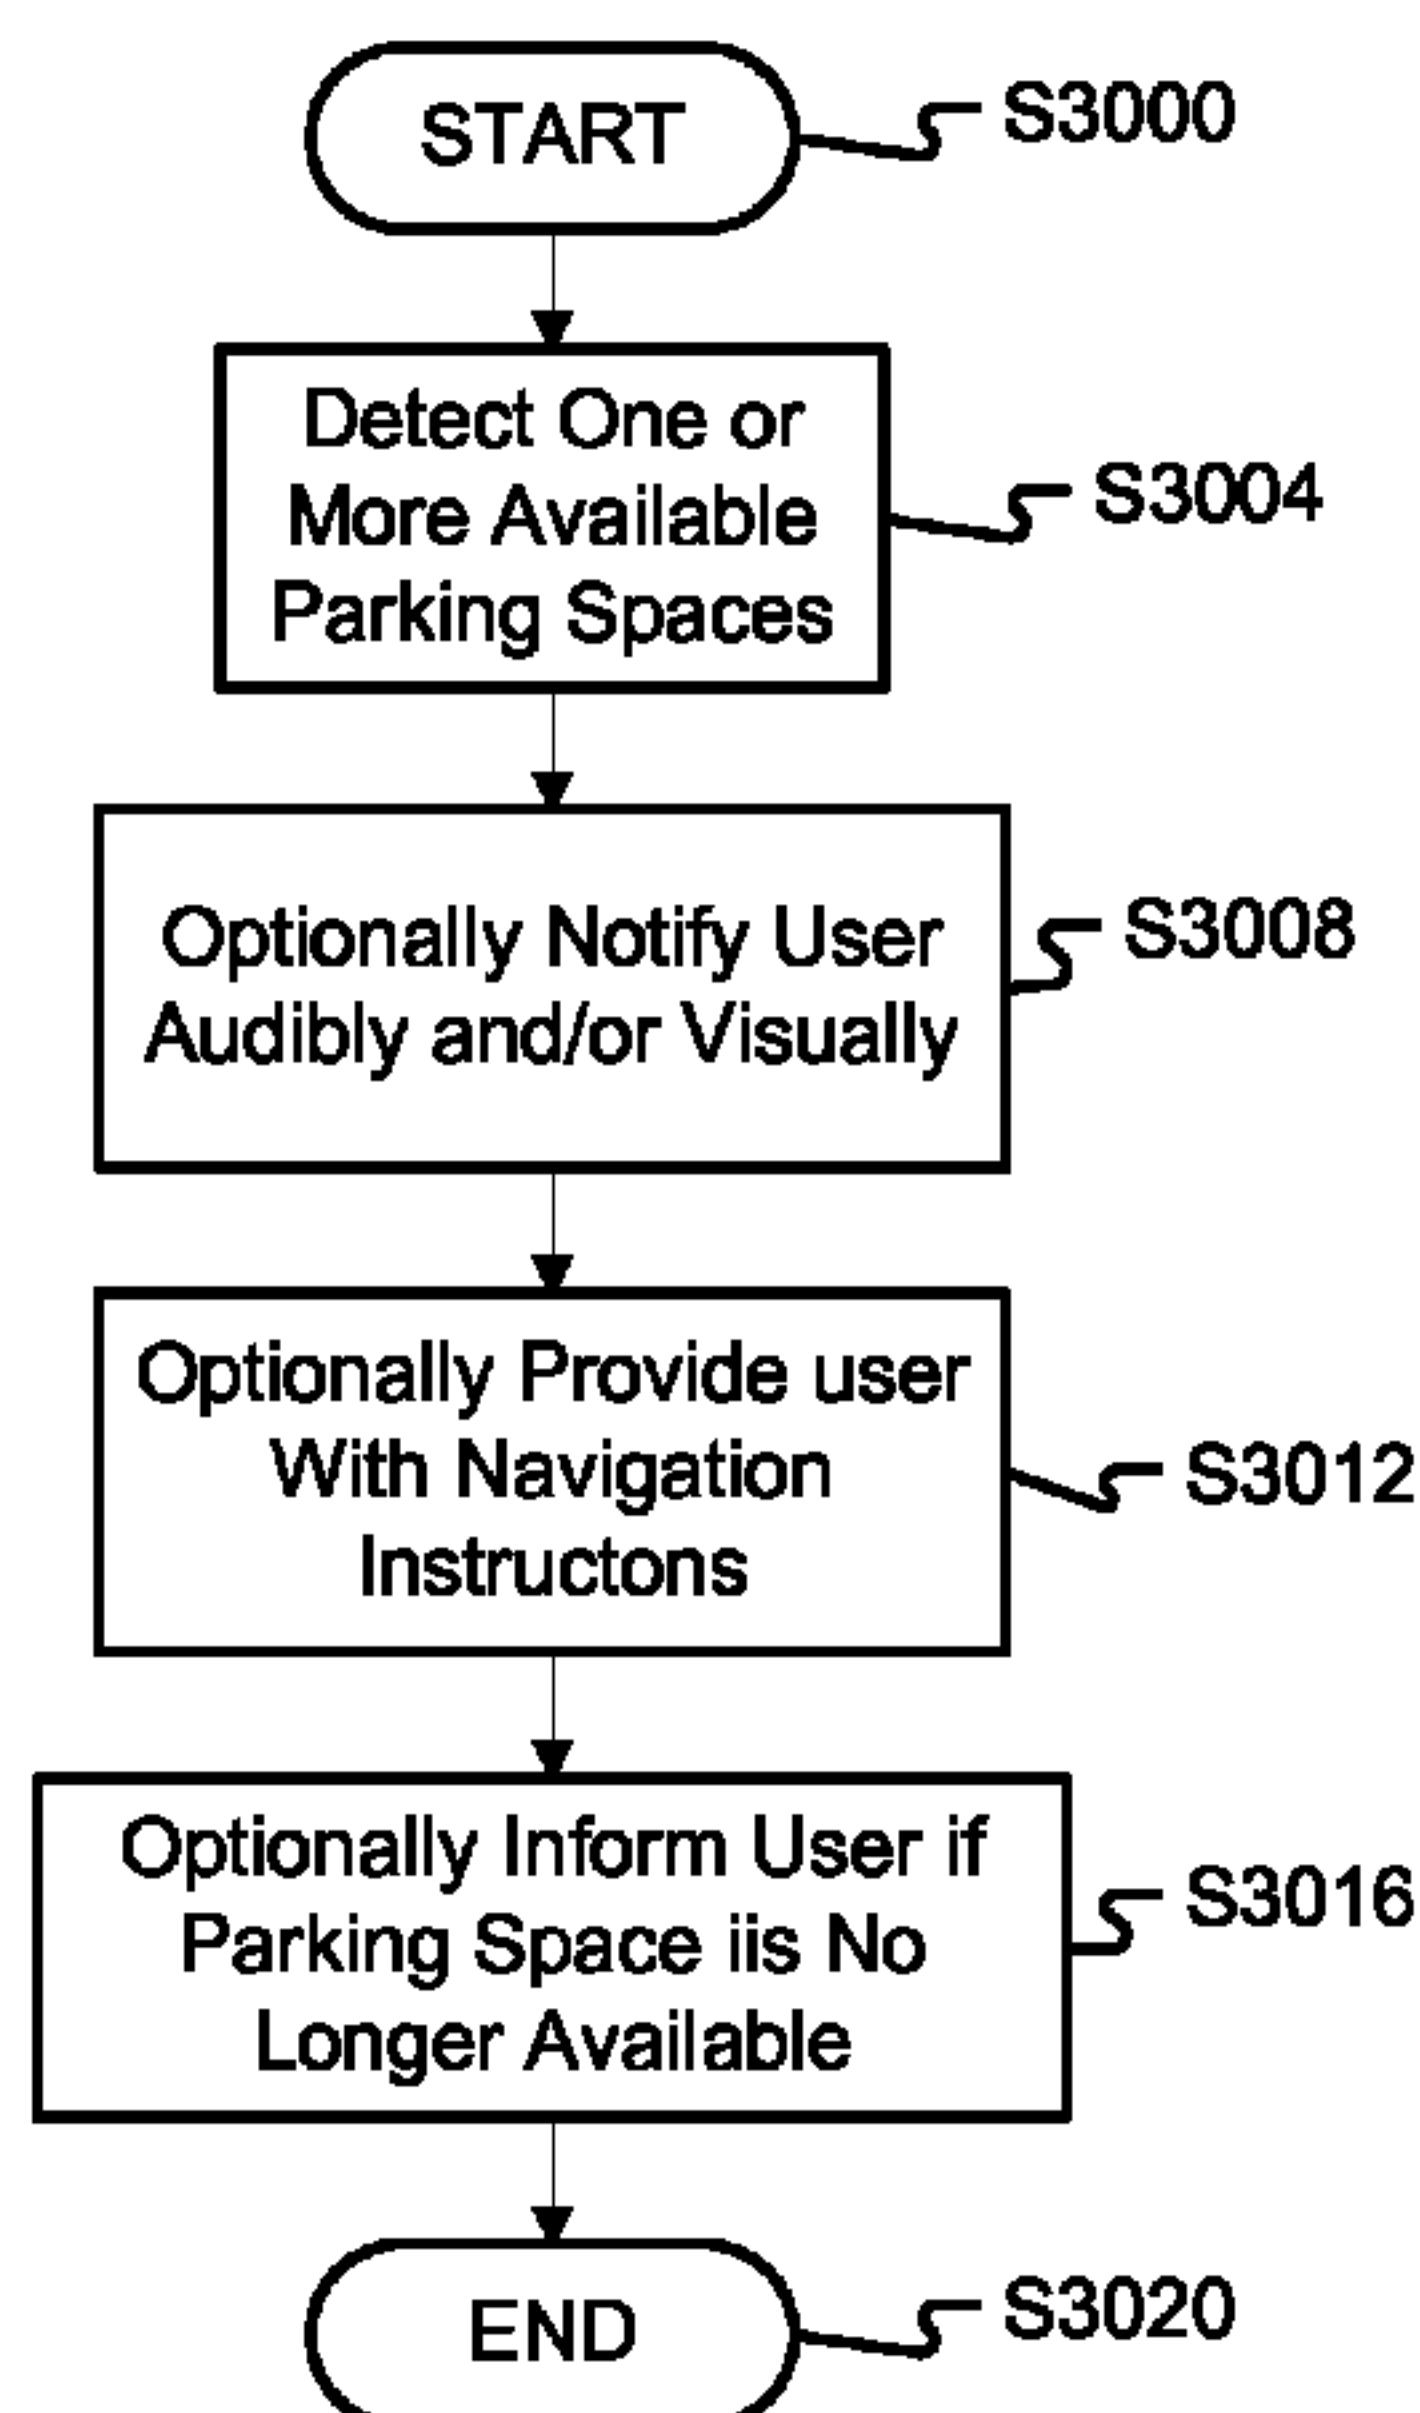 START
S3000
Detect One or
More Available
Parking Spaces
S3004
Optionally Notify User
Audibly and/or Visually
S3008
Optionally Provide user
With Navigation
Instructons
S3012
Optionally Inform User if
Parking Space iis No
Longer Available
S3016
END
S3020